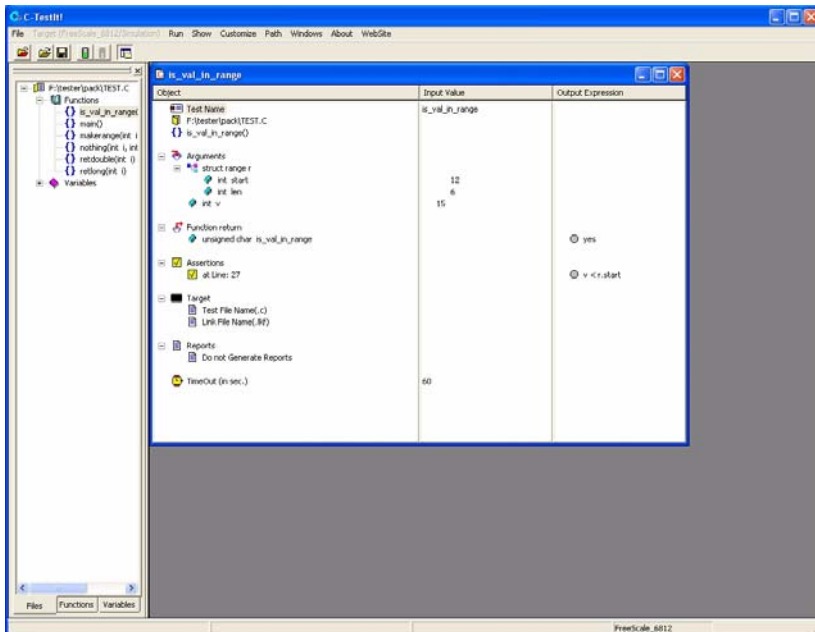 C-TestIt!
File Target (FreeScale_6812/Simulation) Run Show Customize Path Windows About WebSite
F:\tester\pack\TEST.C
Functions
is_val_in_range(
main()
makerange(int i
nothing(int i, int
retdouble(int i)
retlong(int i)
Variables
Files Functions Variables
is_val_in_range
Object Input Value Output Expression
Test Name is_val_in_range
F:\tester\pack\TEST.C
is_val_in_range()
Arguments
struct range r
int start 12
int len 6
int v 15
Function return
unsigned char is_val_in_range yes
Assertions
at Line: 27 v < r.start
Target
Test File Name(.c)
Link File Name(.lkf)
Reports
Do not Generate Reports
TimeOut (in sec.) 60
FreeScale_6812